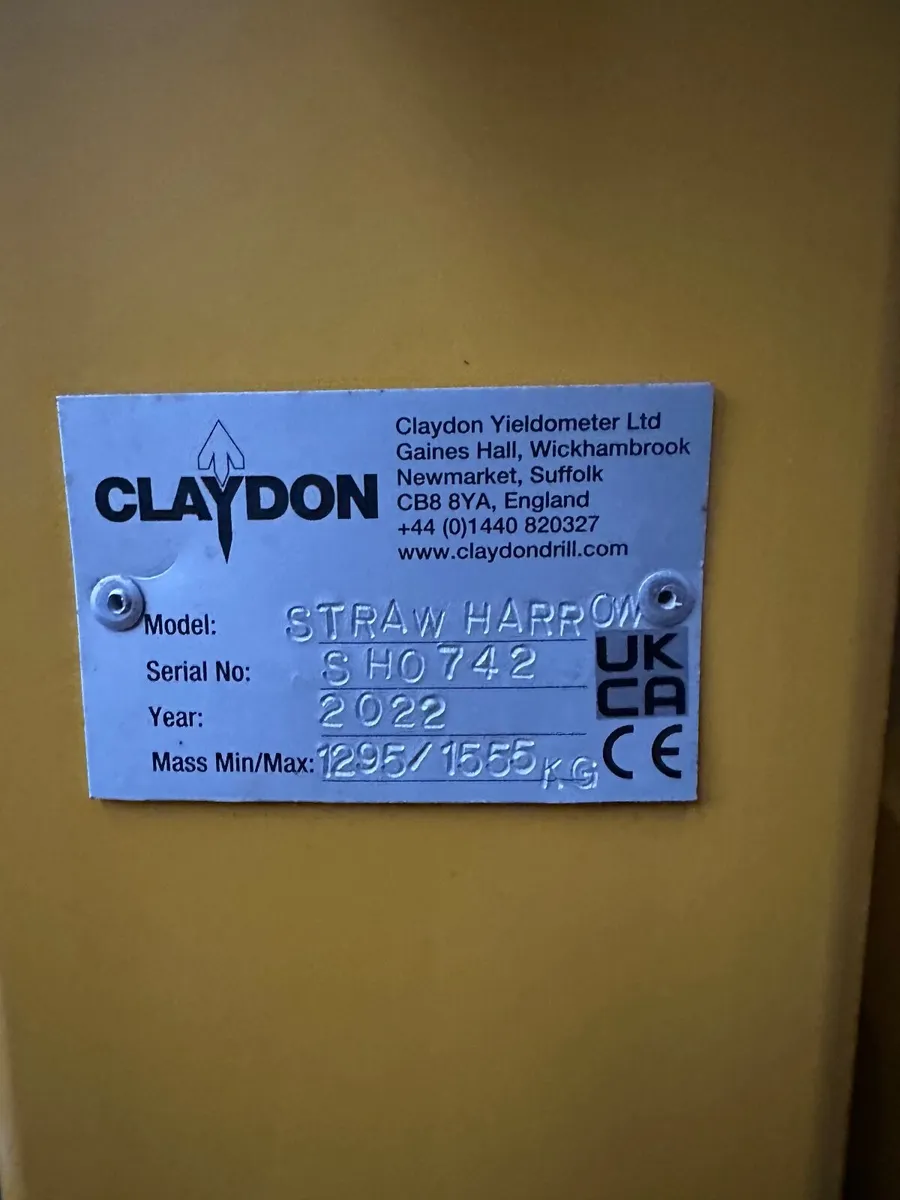 CLAYDON
Claydon Yieldometer Ltd
Gaines Hall, Wickhambrook
Newmarket, Suffolk
CB8 8YA, England
+44 (0)1440 820327
www.claydondrill.com
Model: STRAW HARROW
Serial No: SH0742
Year: 2022
Mass Min/Max: 1295/1555 KG
UK
CA
CE